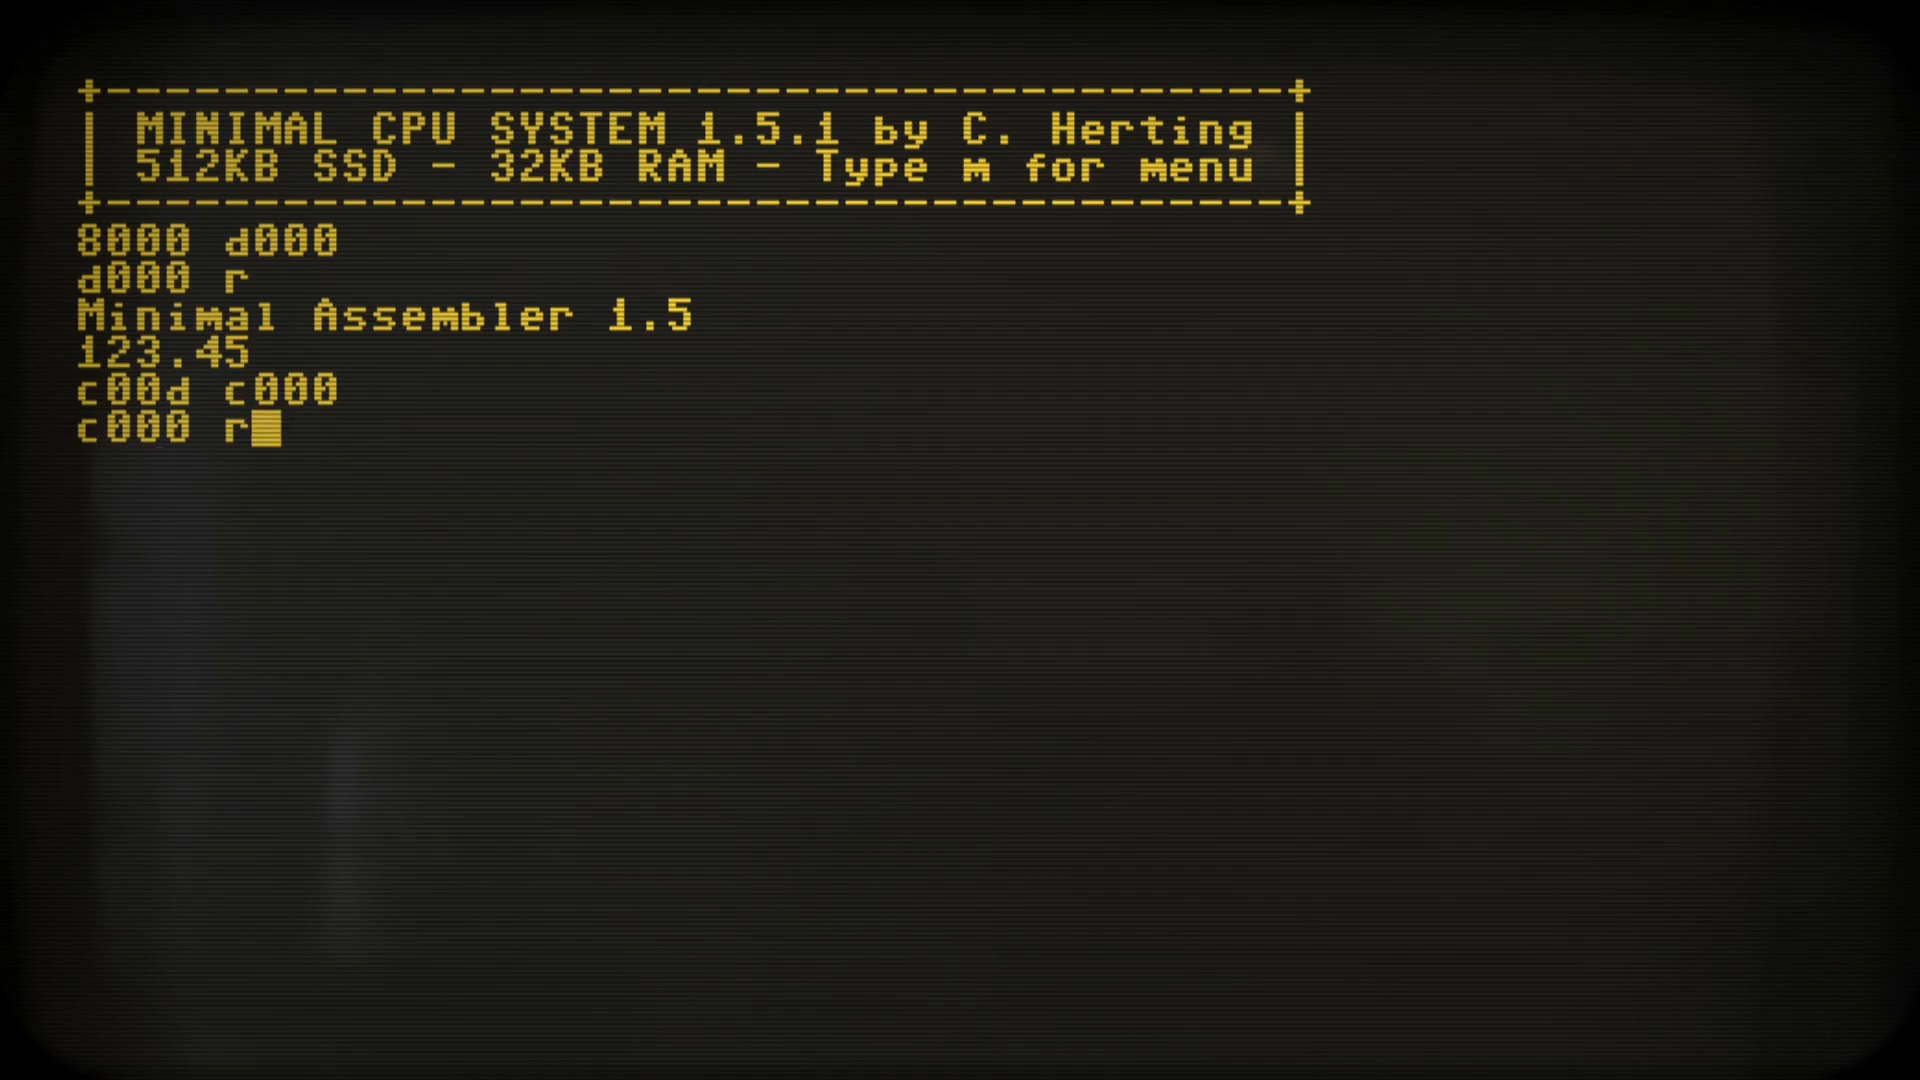 +----------------------------------------+
| MINIMAL CPU SYSTEM 1.5.1 by C. Herting |
| 512KB SSD - 32KB RAM - Type m for menu |
+----------------------------------------+
8000 d000
d000 r
Minimal Assembler 1.5
123.45
c00d c000
c000 r